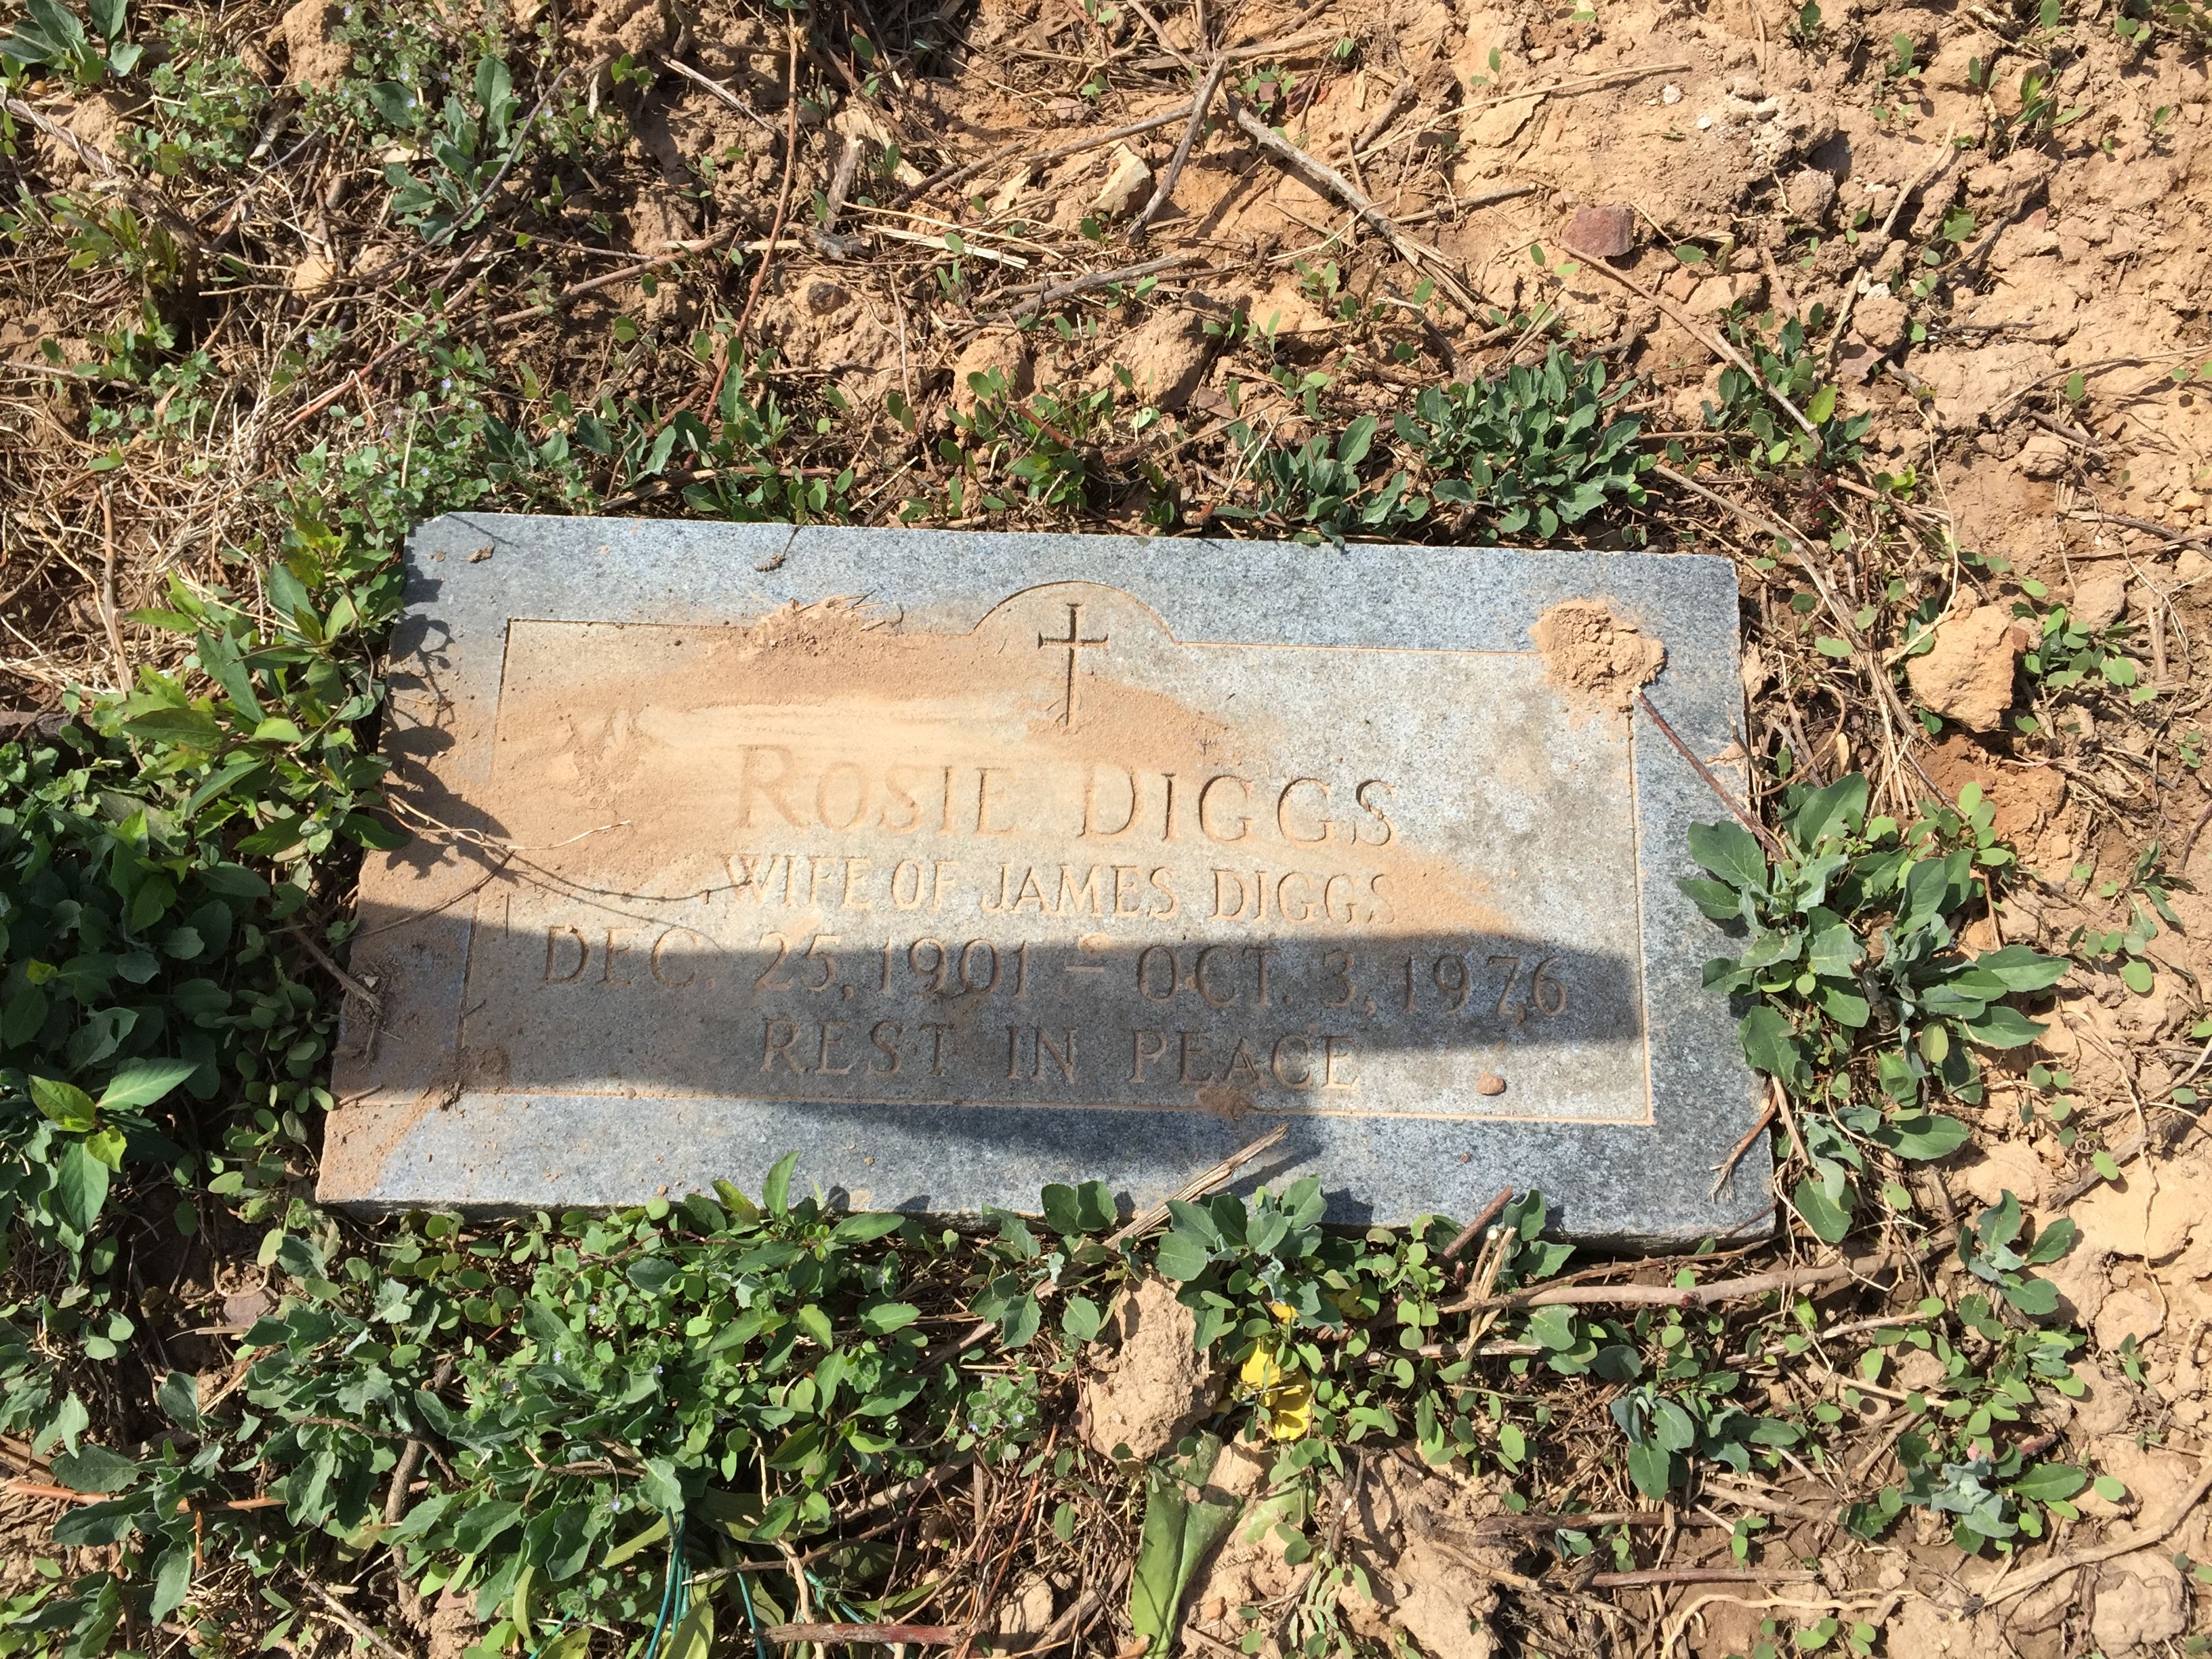 ROSIE DIGGS
WIFE OF JAMES DIGGS
DEC. 25, 1901 – OCT. 3, 1976
REST IN PEACE